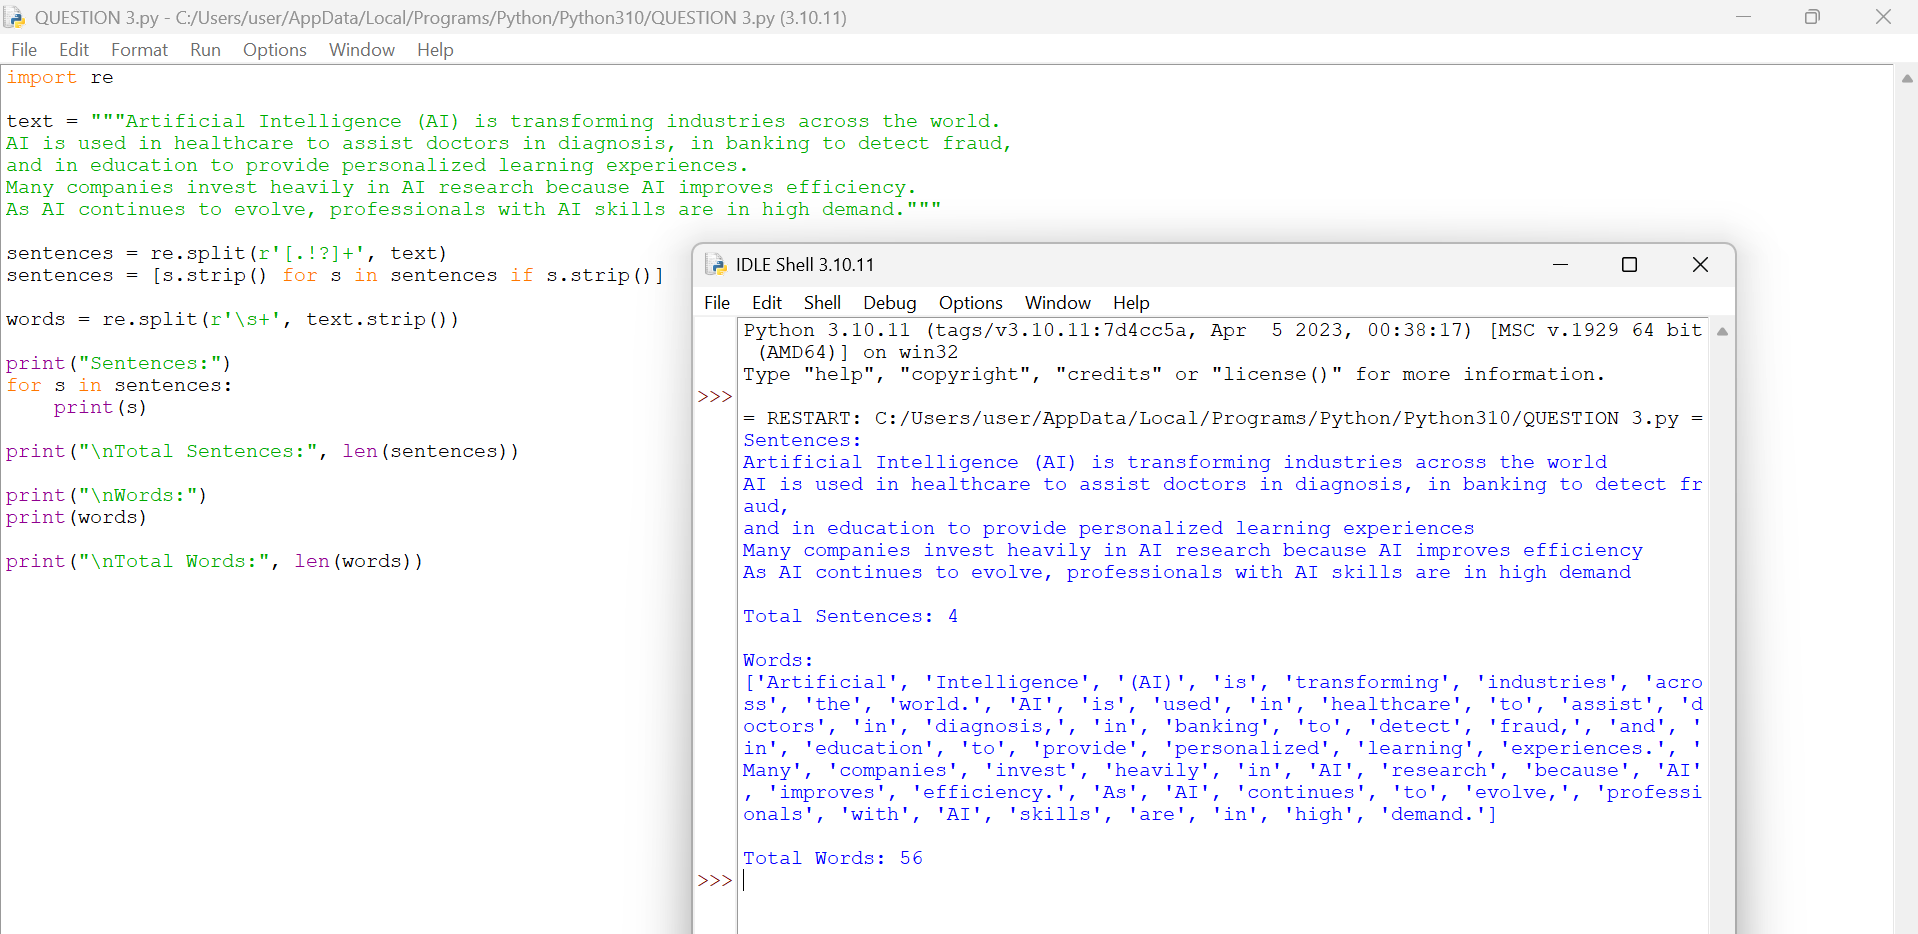 QUESTION 3.py - C:/Users/user/AppData/Local/Programs/Python/Python310/QUESTION 3.py (3.10.11)
File Edit Format Run Options Window Help
import re

text = """Artificial Intelligence (AI) is transforming industries across the world.
AI is used in healthcare to assist doctors in diagnosis, in banking to detect fraud,
and in education to provide personalized learning experiences.
Many companies invest heavily in AI research because AI improves efficiency.
As AI continues to evolve, professionals with AI skills are in high demand."""

sentences = re.split(r'[.!?]+', text)
sentences = [s.strip() for s in sentences if s.strip()]

words = re.split(r'\s+', text.strip())

print("Sentences:")
for s in sentences:
    print(s)

print("\nTotal Sentences:", len(sentences))

print("\nWords:")
print(words)

print("\nTotal Words:", len(words))

IDLE Shell 3.10.11
File Edit Shell Debug Options Window Help
Python 3.10.11 (tags/v3.10.11:7d4cc5a, Apr  5 2023, 00:38:17) [MSC v.1929 64 bit
 (AMD64)] on win32
Type "help", "copyright", "credits" or "license()" for more information.
>>>
= RESTART: C:/Users/user/AppData/Local/Programs/Python/Python310/QUESTION 3.py =
Sentences:
Artificial Intelligence (AI) is transforming industries across the world
AI is used in healthcare to assist doctors in diagnosis, in banking to detect fr
aud,
and in education to provide personalized learning experiences
Many companies invest heavily in AI research because AI improves efficiency
As AI continues to evolve, professionals with AI skills are in high demand

Total Sentences: 4

Words:
['Artificial', 'Intelligence', '(AI)', 'is', 'transforming', 'industries', 'acro
ss', 'the', 'world.', 'AI', 'is', 'used', 'in', 'healthcare', 'to', 'assist', 'd
octors', 'in', 'diagnosis,', 'in', 'banking', 'to', 'detect', 'fraud,', 'and', '
in', 'education', 'to', 'provide', 'personalized', 'learning', 'experiences.', '
Many', 'companies', 'invest', 'heavily', 'in', 'AI', 'research', 'because', 'AI'
, 'improves', 'efficiency.', 'As', 'AI', 'continues', 'to', 'evolve,', 'professi
onals', 'with', 'AI', 'skills', 'are', 'in', 'high', 'demand.']

Total Words: 56
>>>